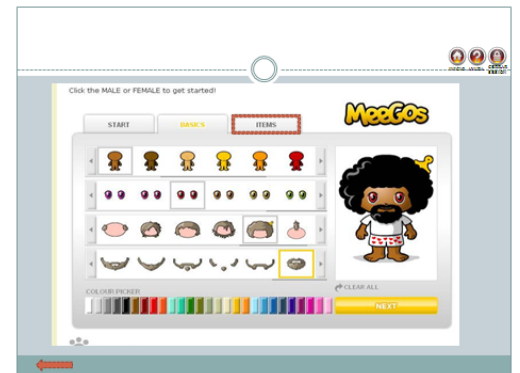 Click the MALE or FEMALE to get started!
MeeGos
START
BASICS
ITEMS
COLOUR PICKER
CLEAR ALL
NEXT